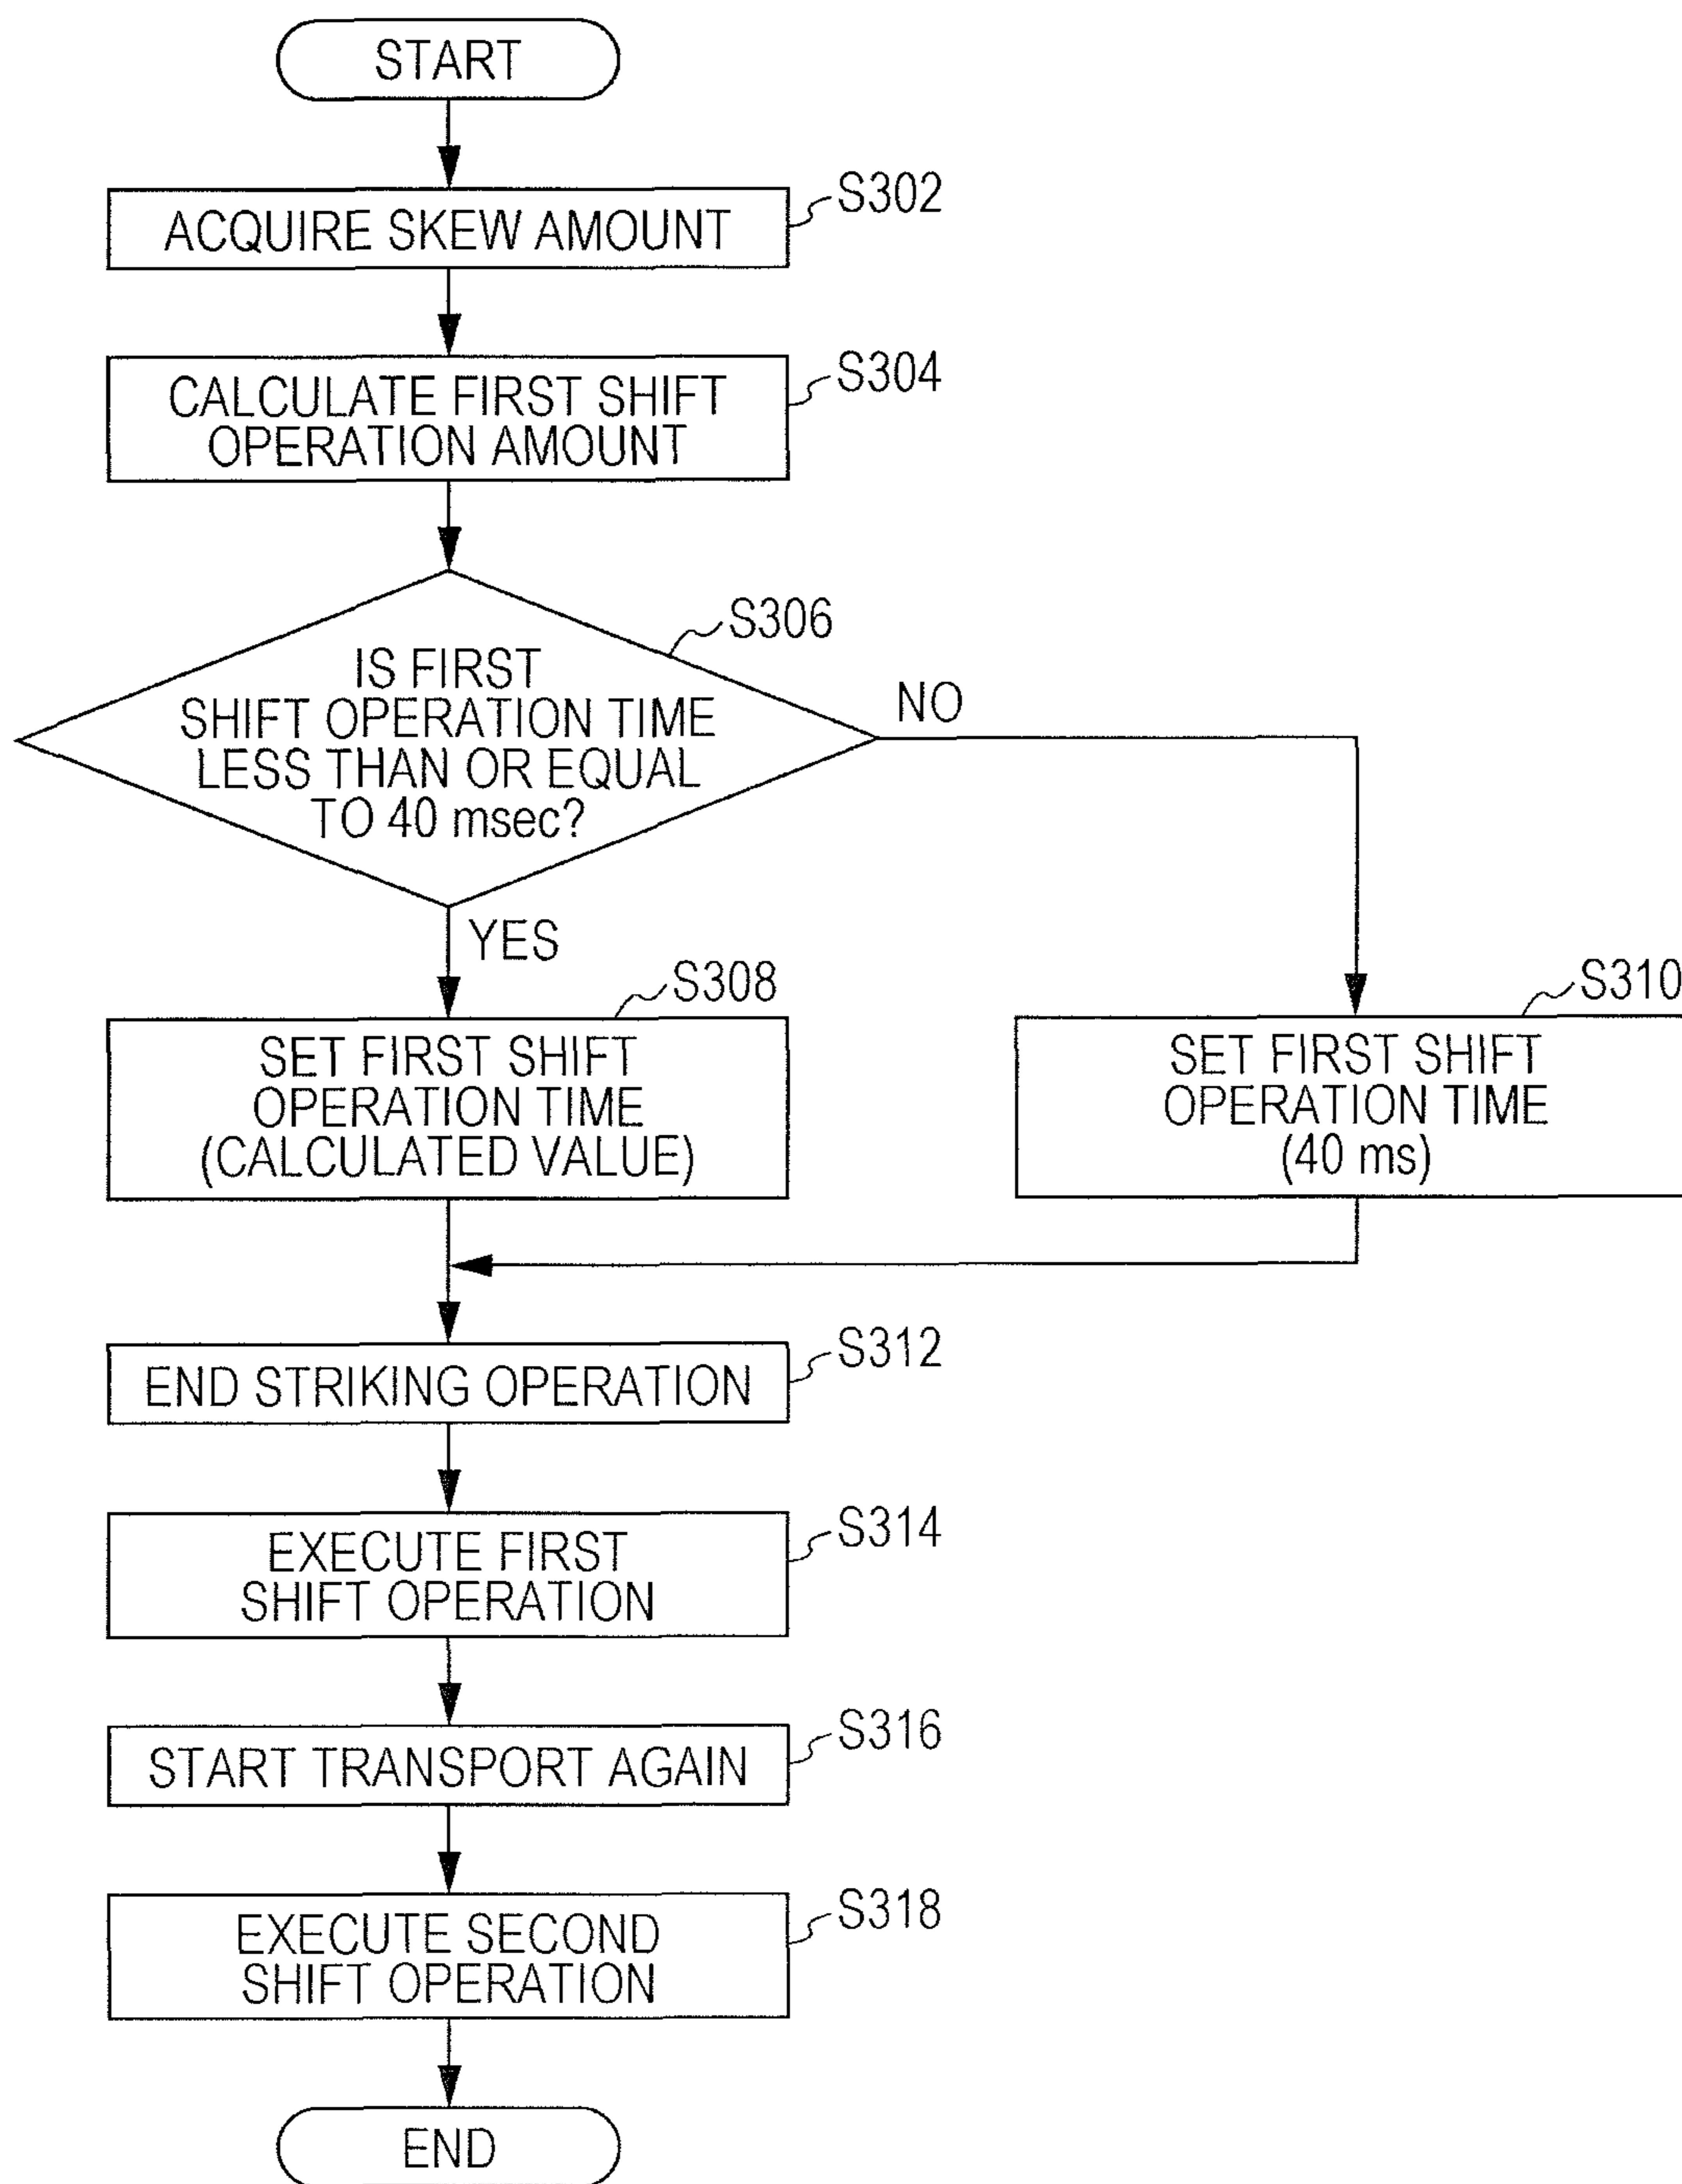 START
S302
ACQUIRE SKEW AMOUNT
S304
CALCULATE FIRST SHIFT
OPERATION AMOUNT
S306
IS FIRST
SHIFT OPERATION TIME
LESS THAN OR EQUAL
TO 40 msec?
NO
YES
S308
SET FIRST SHIFT
OPERATION TIME
(CALCULATED VALUE)
S310
SET FIRST SHIFT
OPERATION TIME
(40 ms)
S312
END STRIKING OPERATION
S314
EXECUTE FIRST
SHIFT OPERATION
S316
START TRANSPORT AGAIN
S318
EXECUTE SECOND
SHIFT OPERATION
END